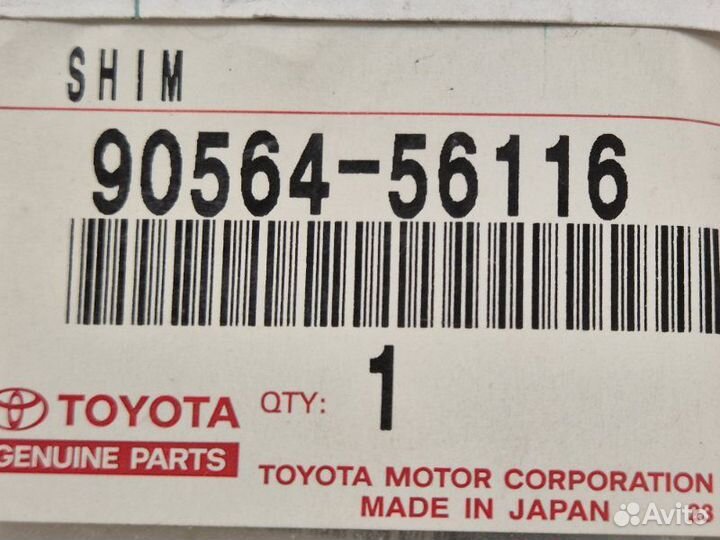 SHIM
90564-56116
TOYOTA
GENUINE PARTS
QTY: 1
TOYOTA MOTOR CORPORATION
MADE IN JAPAN
Avito